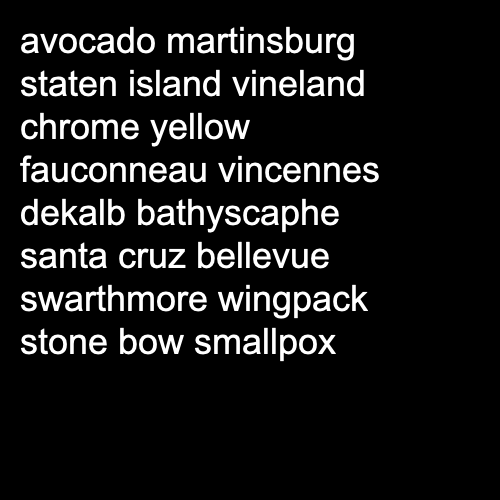 avocado martinsburg
staten island vineland
chrome yellow
fauconneau vincennes
dekalb bathyscaphe
santa cruz bellevue
swarthmore wingpack
stone bow smallpox